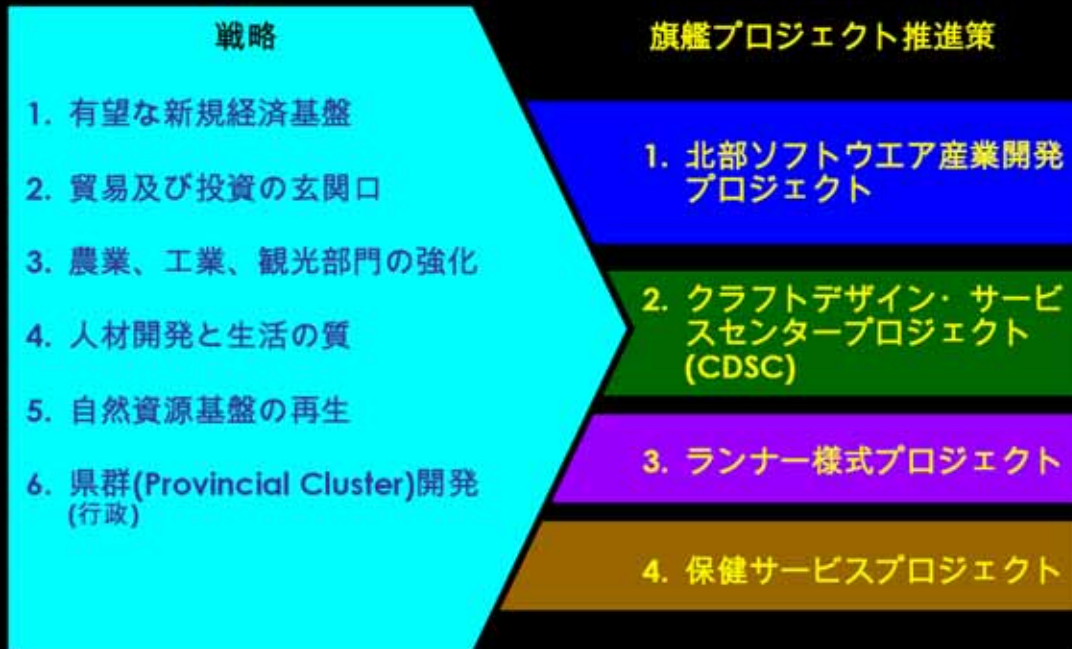 戦略
1. 有望な新規経済基盤
2. 貿易及び投資の玄関口
3. 農業、工業、観光部門の強化
4. 人材開発と生活の質
5. 自然資源基盤の再生
6. 県群(Provincial Cluster)開発
(行政)
旗艦プロジェクト推進策
1. 北部ソフトウエア産業開発
プロジェクト
2. クラフトデザイン・サービ
スセンタープロジェクト
(CDSC)
3. ランナー様式プロジェクト
4. 保健サービスプロジェクト